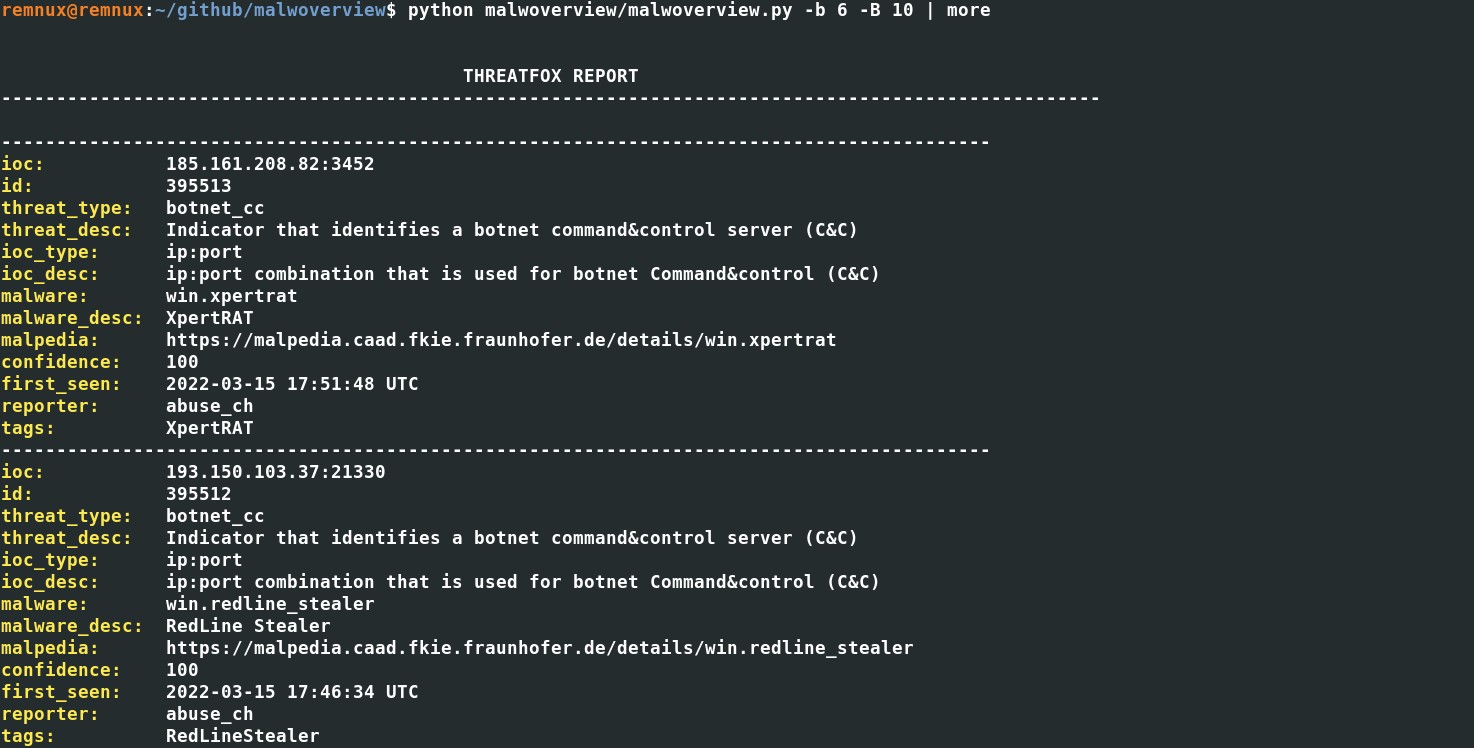 remnux@remnux:~/github/malwoverview$ python malwoverview/malwoverview.py -b 6 -B 10 | more
THREATFOX REPORT
----------------------------------------------------------------------------------------------------
------------------------------------------------------------------------------------------
ioc: 185.161.208.82:3452
id: 395513
threat_type: botnet_cc
threat_desc: Indicator that identifies a botnet command&control server (C&C)
ioc_type: ip:port
ioc_desc: ip:port combination that is used for botnet Command&control (C&C)
malware: win.xpertrat
malware_desc: XpertRAT
malpedia: https://malpedia.caad.fkie.fraunhofer.de/details/win.xpertrat
confidence: 100
first_seen: 2022-03-15 17:51:48 UTC
reporter: abuse_ch
tags: XpertRAT
------------------------------------------------------------------------------------------
ioc: 193.150.103.37:21330
id: 395512
threat_type: botnet_cc
threat_desc: Indicator that identifies a botnet command&control server (C&C)
ioc_type: ip:port
ioc_desc: ip:port combination that is used for botnet Command&control (C&C)
malware: win.redline_stealer
malware_desc: RedLine Stealer
malpedia: https://malpedia.caad.fkie.fraunhofer.de/details/win.redline_stealer
confidence: 100
first_seen: 2022-03-15 17:46:34 UTC
reporter: abuse_ch
tags: RedLineStealer